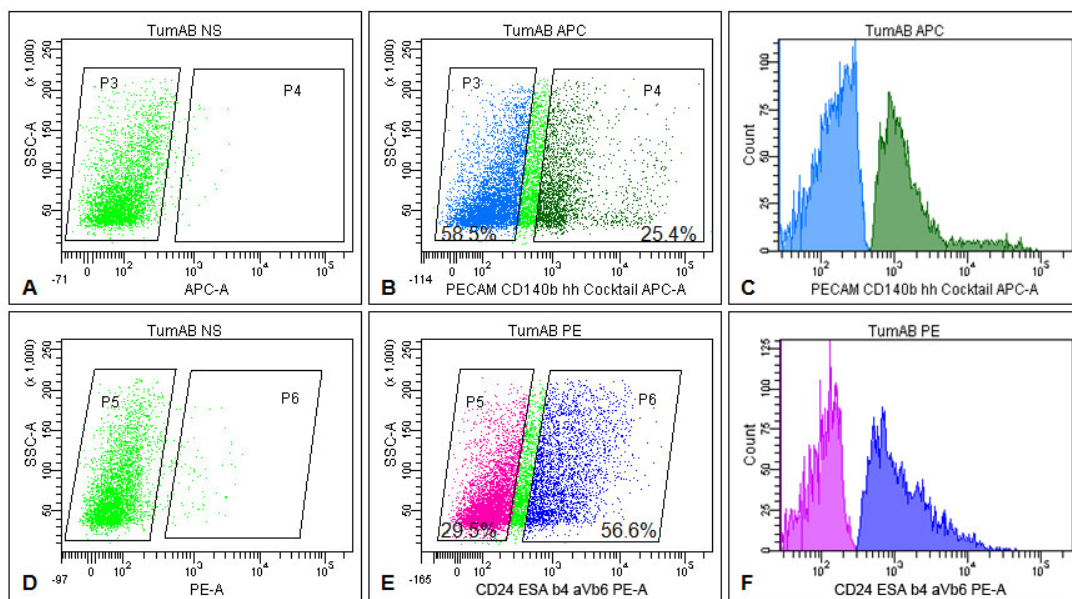 TumAB NS
(x 1,000)
250
200
150
100
50
SSC-A
P3
P4
-71
0
10²
10³
10⁴
10⁵
A
APC-A
TumAB APC
(x 1,000)
250
200
150
100
50
SSC-A
P3
P4
58.5%
25.4%
-114
0
10²
10³
10⁴
10⁵
B
PECAM CD140b hh Cocktail APC-A
TumAB APC
Count
100
75
50
25
0
10²
10³
10⁴
10⁵
C
PECAM CD140b hh Cocktail APC-A
TumAB NS
(x 1,000)
250
200
150
100
50
SSC-A
P5
P6
-97
0
10²
10³
10⁴
10⁵
D
PE-A
TumAB PE
(x 1,000)
250
200
150
100
50
SSC-A
P5
P6
29.5%
56.6%
-165
0
10²
10³
10⁴
10⁵
E
CD24 ESA b4 aVb6 PE-A
TumAB PE
Count
125
100
75
50
25
0
10²
10³
10⁴
10⁵
F
CD24 ESA b4 aVb6 PE-A